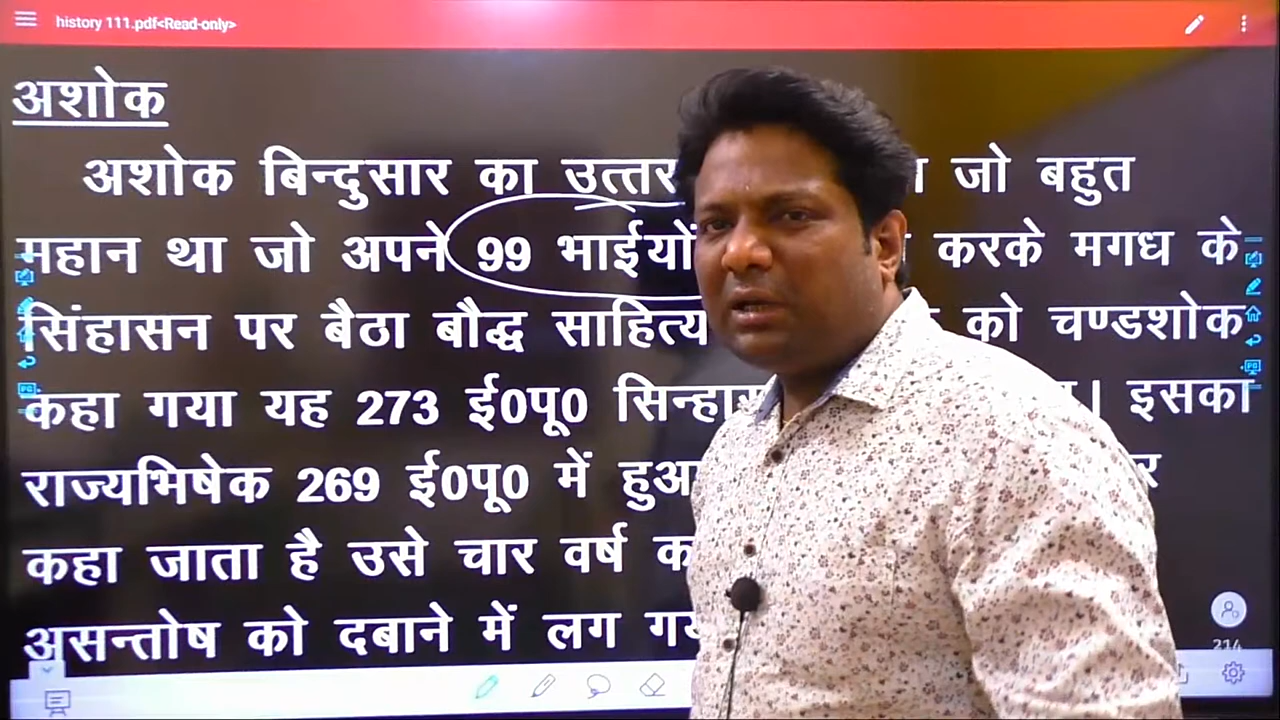 history 111.pdf<Read-only>
अशोक
अशोक बिन्दुसार का उत्तर जो बहुत
महान था जो अपने 99 भाईयों करके मगध के
सिंहासन पर बैठा बौद्ध साहित्य को चण्डशोक
कहा गया यह 273 ई0पू0 । इसका
राज्यभिषेक 269 ई0पू0 में
कहा जाता है उसे चार वर्ष
असन्तोष को दबाने में लग
214